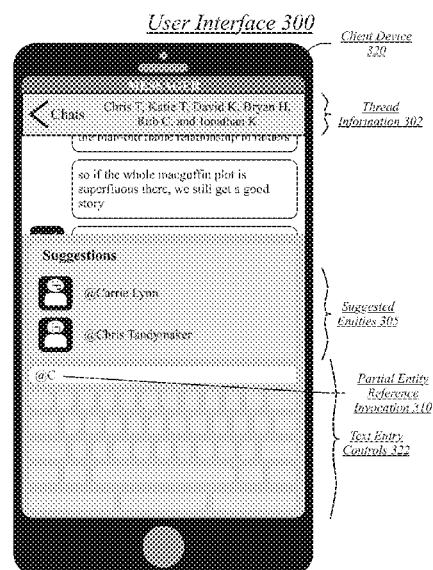 User Interface 300
Client Device
320
MESSENGER
Chats
Chris T, Katie T, David K, Bryan H,
Rob C, and Jonathan K
Thread
Information 302
so if the whole macguffin plot is
superfluous there, we still get a good
story
Suggestions
@Carrie Lynn
@Chris Tandymaker
Suggested
Entities 305
@C
Partial Entity
Reference
Invocation 310
Text Entry
Controls 322